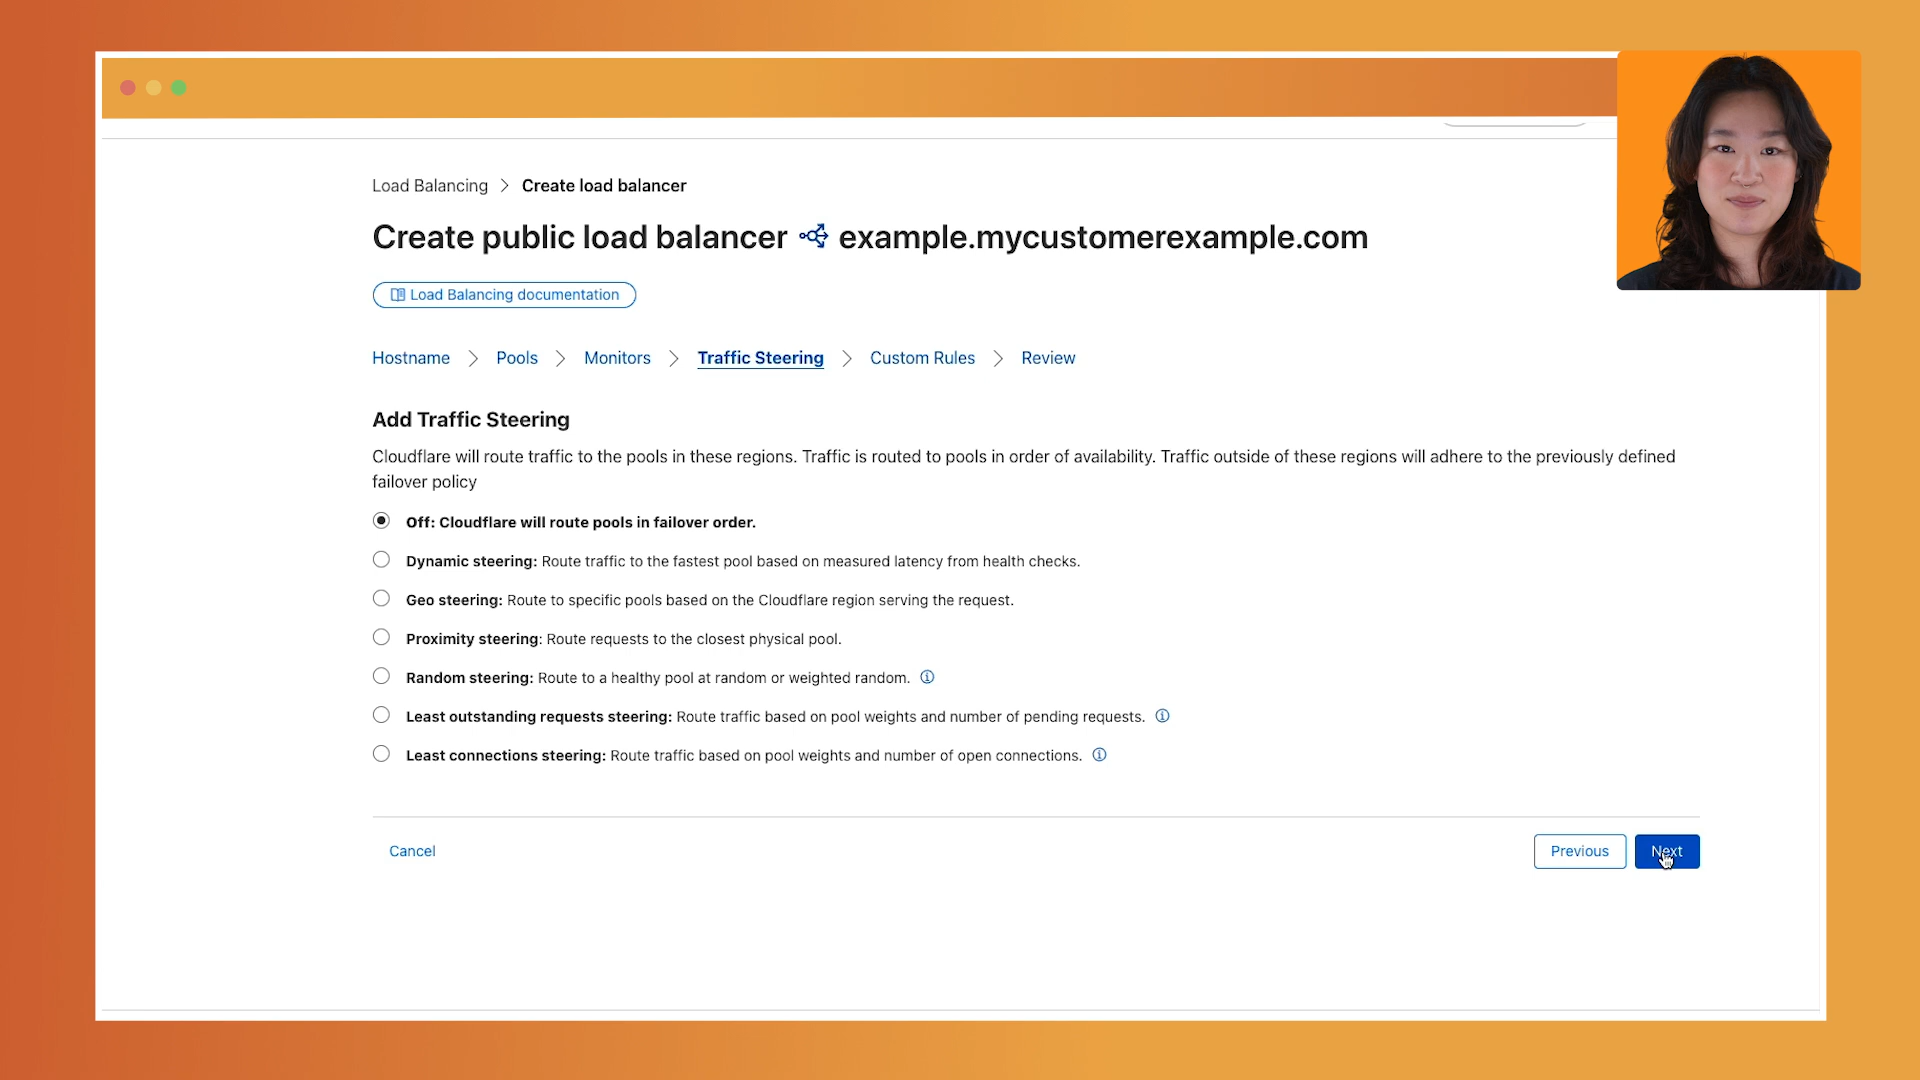 Load Balancing > Create load balancer
Create public load balancer example.mycustomerexample.com
Load Balancing documentation
Hostname > Pools > Monitors > Traffic Steering > Custom Rules > Review
Add Traffic Steering
Cloudflare will route traffic to the pools in these regions. Traffic is routed to pools in order of availability. Traffic outside of these regions will adhere to the previously defined
failover policy
Off: Cloudflare will route pools in failover order.
Dynamic steering: Route traffic to the fastest pool based on measured latency from health checks.
Geo steering: Route to specific pools based on the Cloudflare region serving the request.
Proximity steering: Route requests to the closest physical pool.
Random steering: Route to a healthy pool at random or weighted random.
Least outstanding requests steering: Route traffic based on pool weights and number of pending requests.
Least connections steering: Route traffic based on pool weights and number of open connections.
Cancel
Previous
Next